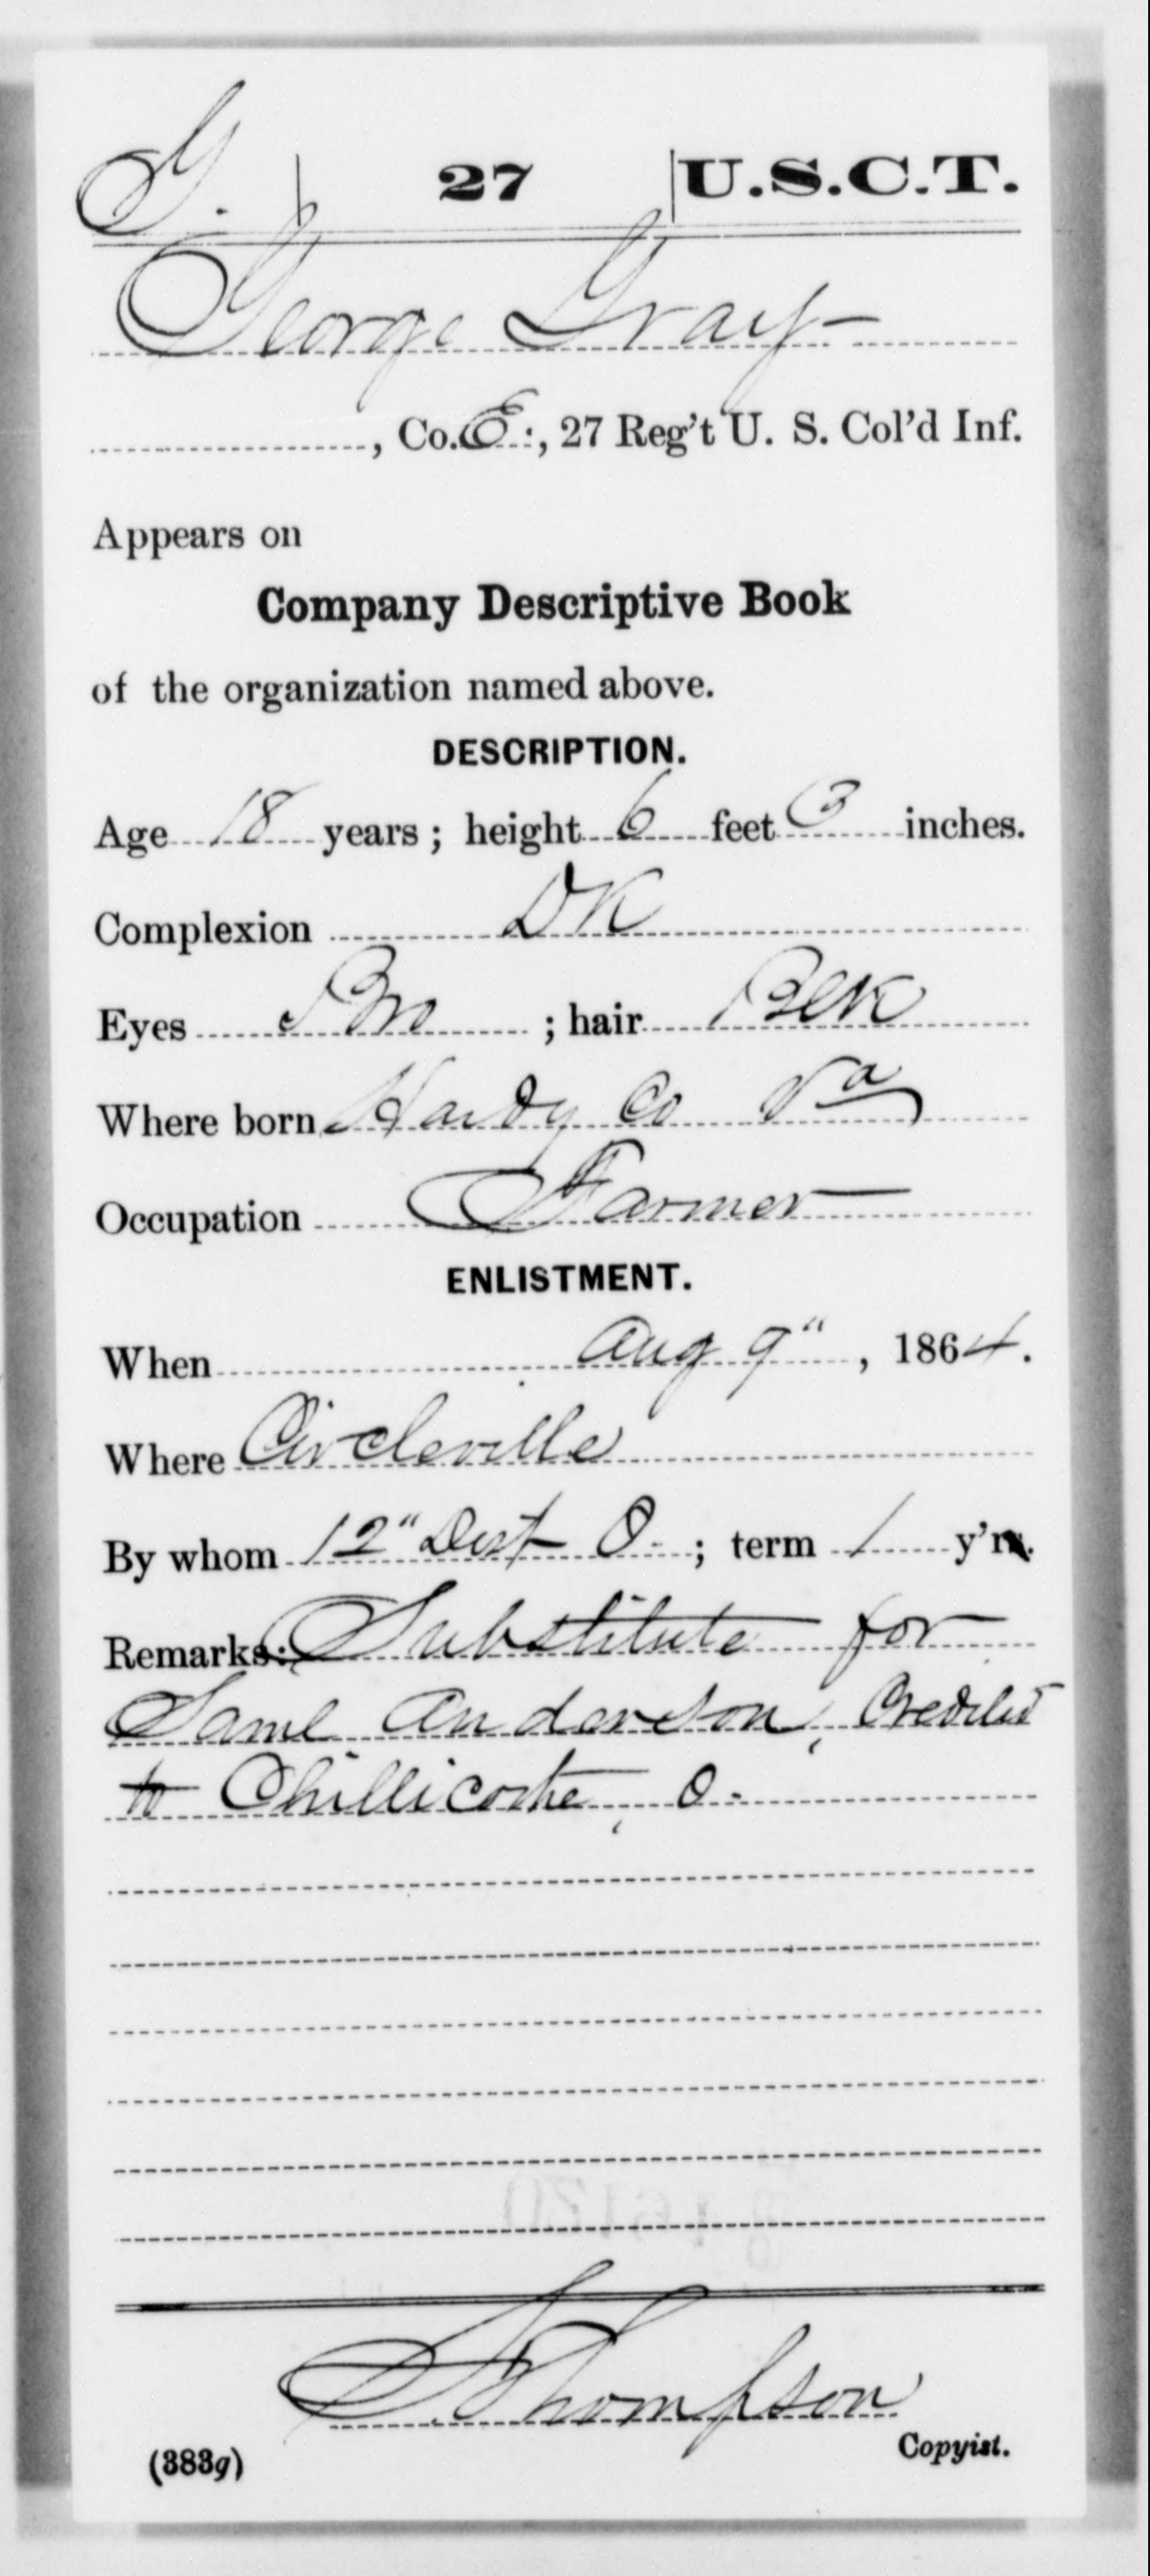 G. | 27 | U.S.C.T.
George Gray
, Co. E., 27 Reg't U. S. Col'd Inf.
Appears on
Company Descriptive Book
of the organization named above.
DESCRIPTION.
Age 18 years; height 6 feet 3 inches.
Complexion DK
Eyes Bro ; hair Blk
Where born Hardy Co Va
Occupation Farmer
ENLISTMENT.
When Aug 9", 1864.
Where Circleville
By whom 12" Dist O. ; term 1 y'r.
Remarks: Substitute for
Saml Anderson, Credited
to Chillicothe, O.
Thompson
Copyist.
(383g)